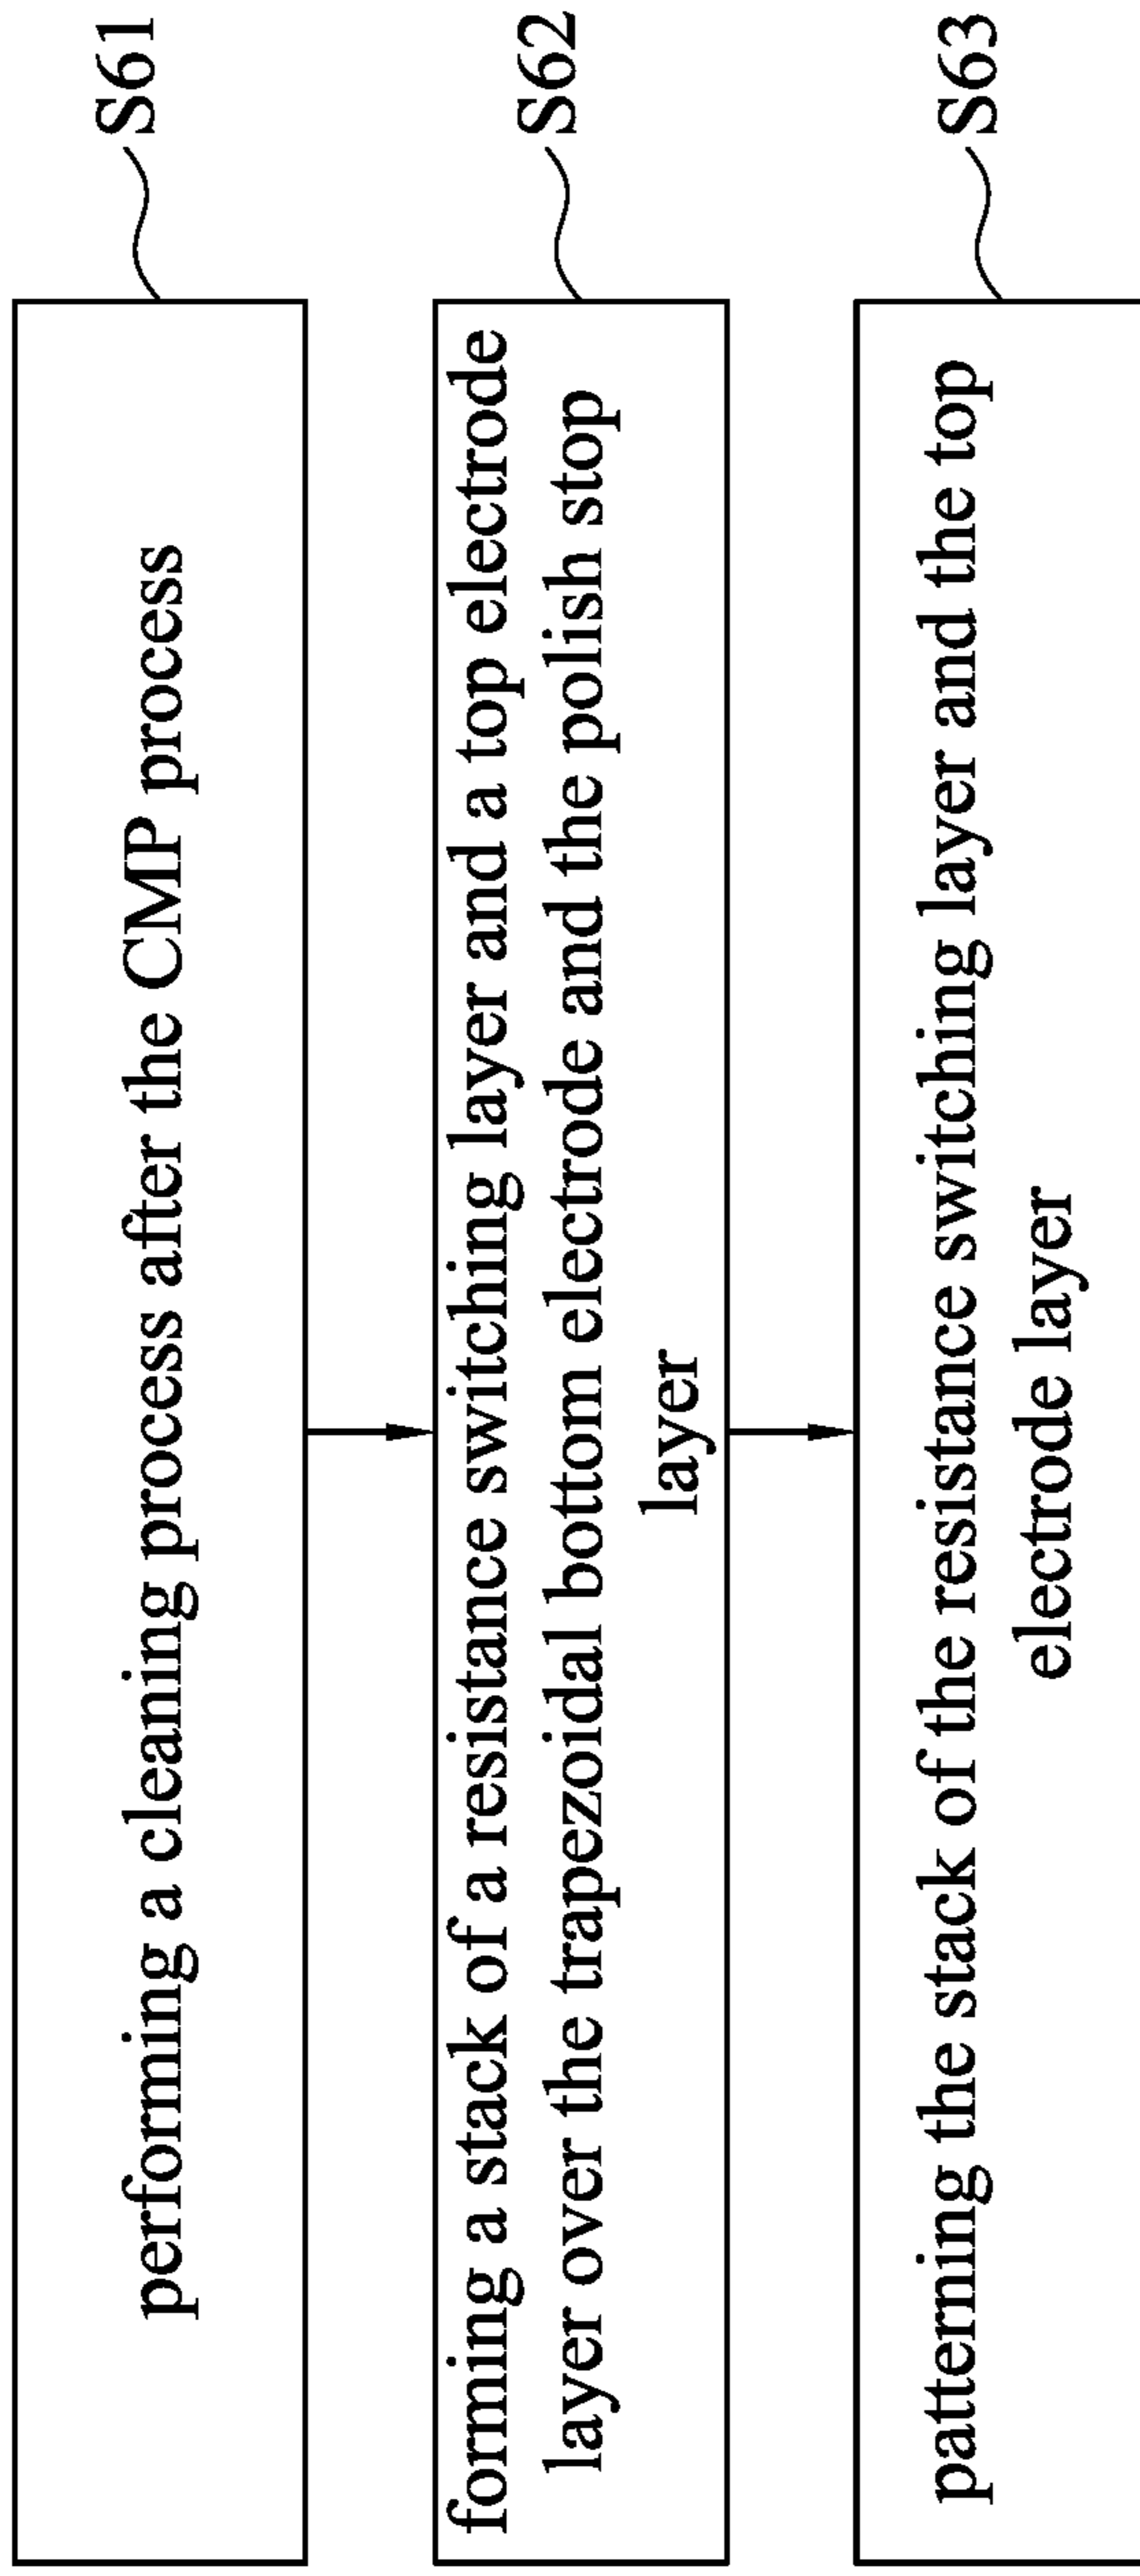 performing a cleaning process after the CMP process
S61
forming a stack of a resistance switching layer and a top electrode
layer over the trapezoidal bottom electrode and the polish stop
layer
S62
patterning the stack of the resistance switching layer and the top
electrode layer
S63